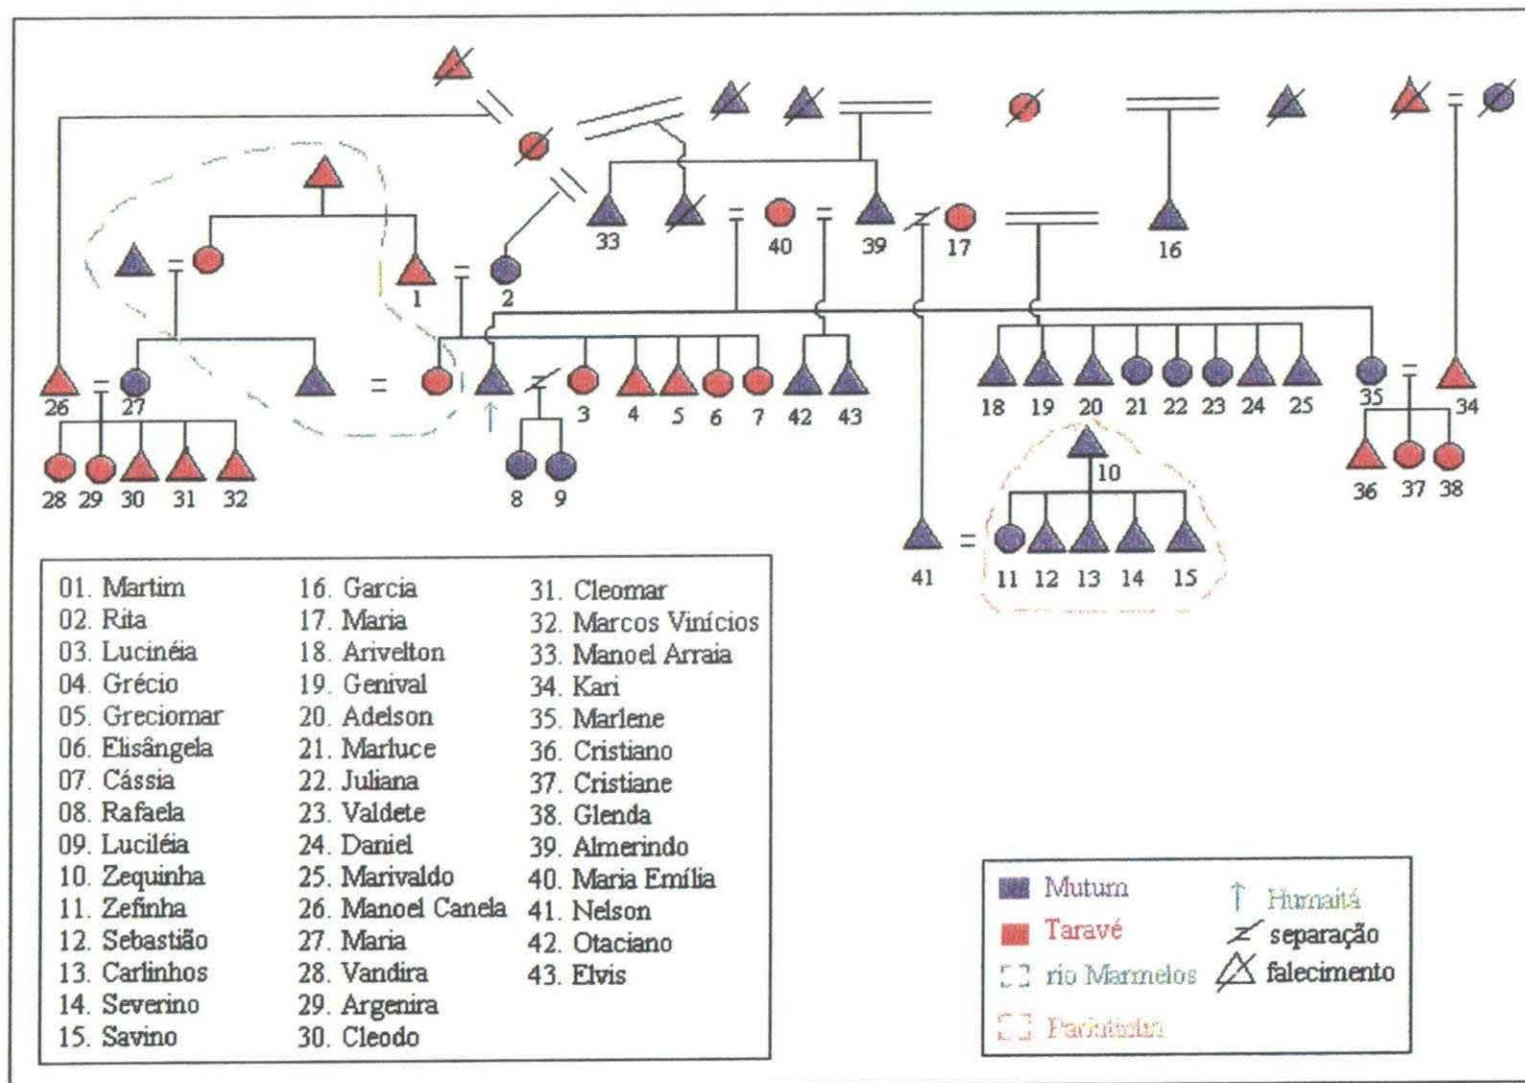 33
40
39
17
16
1
2
26
27
3
4
5
6
7
42
43
18
19
20
21
22
23
24
25
35
34
28
29
30
31
32
8
9
10
36
37
38
41
11
12
13
14
15
01. Martim
02. Rita
03. Lucinéia
04. Grécio
05. Greciomar
06. Elisângela
07. Cássia
08. Rafaela
09. Luciléia
10. Zequinha
11. Zefinha
12. Sebastião
13. Carlinhos
14. Severino
15. Savino
16. Garcia
17. Maria
18. Arivelton
19. Genival
20. Adelson
21. Marluce
22. Juliana
23. Valdete
24. Daniel
25. Marivaldo
26. Manoel Canela
27. Maria
28. Vandira
29. Argenira
30. Cleodo
31. Cleomar
32. Marcos Vinícios
33. Manoel Arraia
34. Kari
35. Marlene
36. Cristiano
37. Cristiane
38. Glenda
39. Almerindo
40. Maria Emília
41. Nelson
42. Otaciano
43. Elvis
Mutum
Taravé
rio Marmelos
Humaitá
separação
falecimento